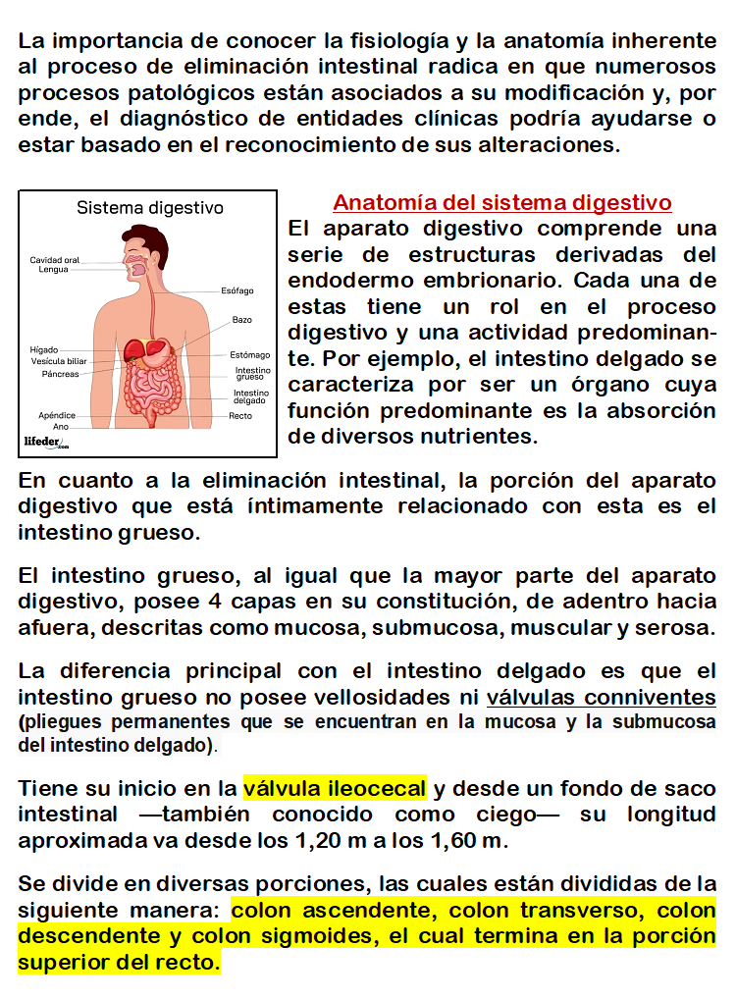 La importancia de conocer la fisiología y la anatomía inherente
al proceso de eliminación intestinal radica en que numerosos
procesos patológicos están asociados a su modificación y, por
ende, el diagnóstico de entidades clínicas podría ayudarse o
estar basado en el reconocimiento de sus alteraciones.
Sistema digestivo
Cavidad oral
Lengua
Esófago
Bazo
Hígado
Vesícula biliar
Páncreas
Estómago
Intestino
grueso
Intestino
delgado
Apéndice
Ano
Recto
lifeder.com
Anatomía del sistema digestivo
El aparato digestivo comprende una
serie de estructuras derivadas del
endodermo embrionario. Cada una de
estas tiene un rol en el proceso
digestivo y una actividad predominan-
te. Por ejemplo, el intestino delgado se
caracteriza por ser un órgano cuya
función predominante es la absorción
de diversos nutrientes.
En cuanto a la eliminación intestinal, la porción del aparato
digestivo que está íntimamente relacionado con esta es el
intestino grueso.
El intestino grueso, al igual que la mayor parte del aparato
digestivo, posee 4 capas en su constitución, de adentro hacia
afuera, descritas como mucosa, submucosa, muscular y serosa.
La diferencia principal con el intestino delgado es que el
intestino grueso no posee vellosidades ni válvulas conniventes
(pliegues permanentes que se encuentran en la mucosa y la submucosa
del intestino delgado).
Tiene su inicio en la válvula ileocecal y desde un fondo de saco
intestinal —también conocido como ciego— su longitud
aproximada va desde los 1,20 m a los 1,60 m.
Se divide en diversas porciones, las cuales están divididas de la
siguiente manera: colon ascendente, colon transverso, colon
descendente y colon sigmoides, el cual termina en la porción
superior del recto.